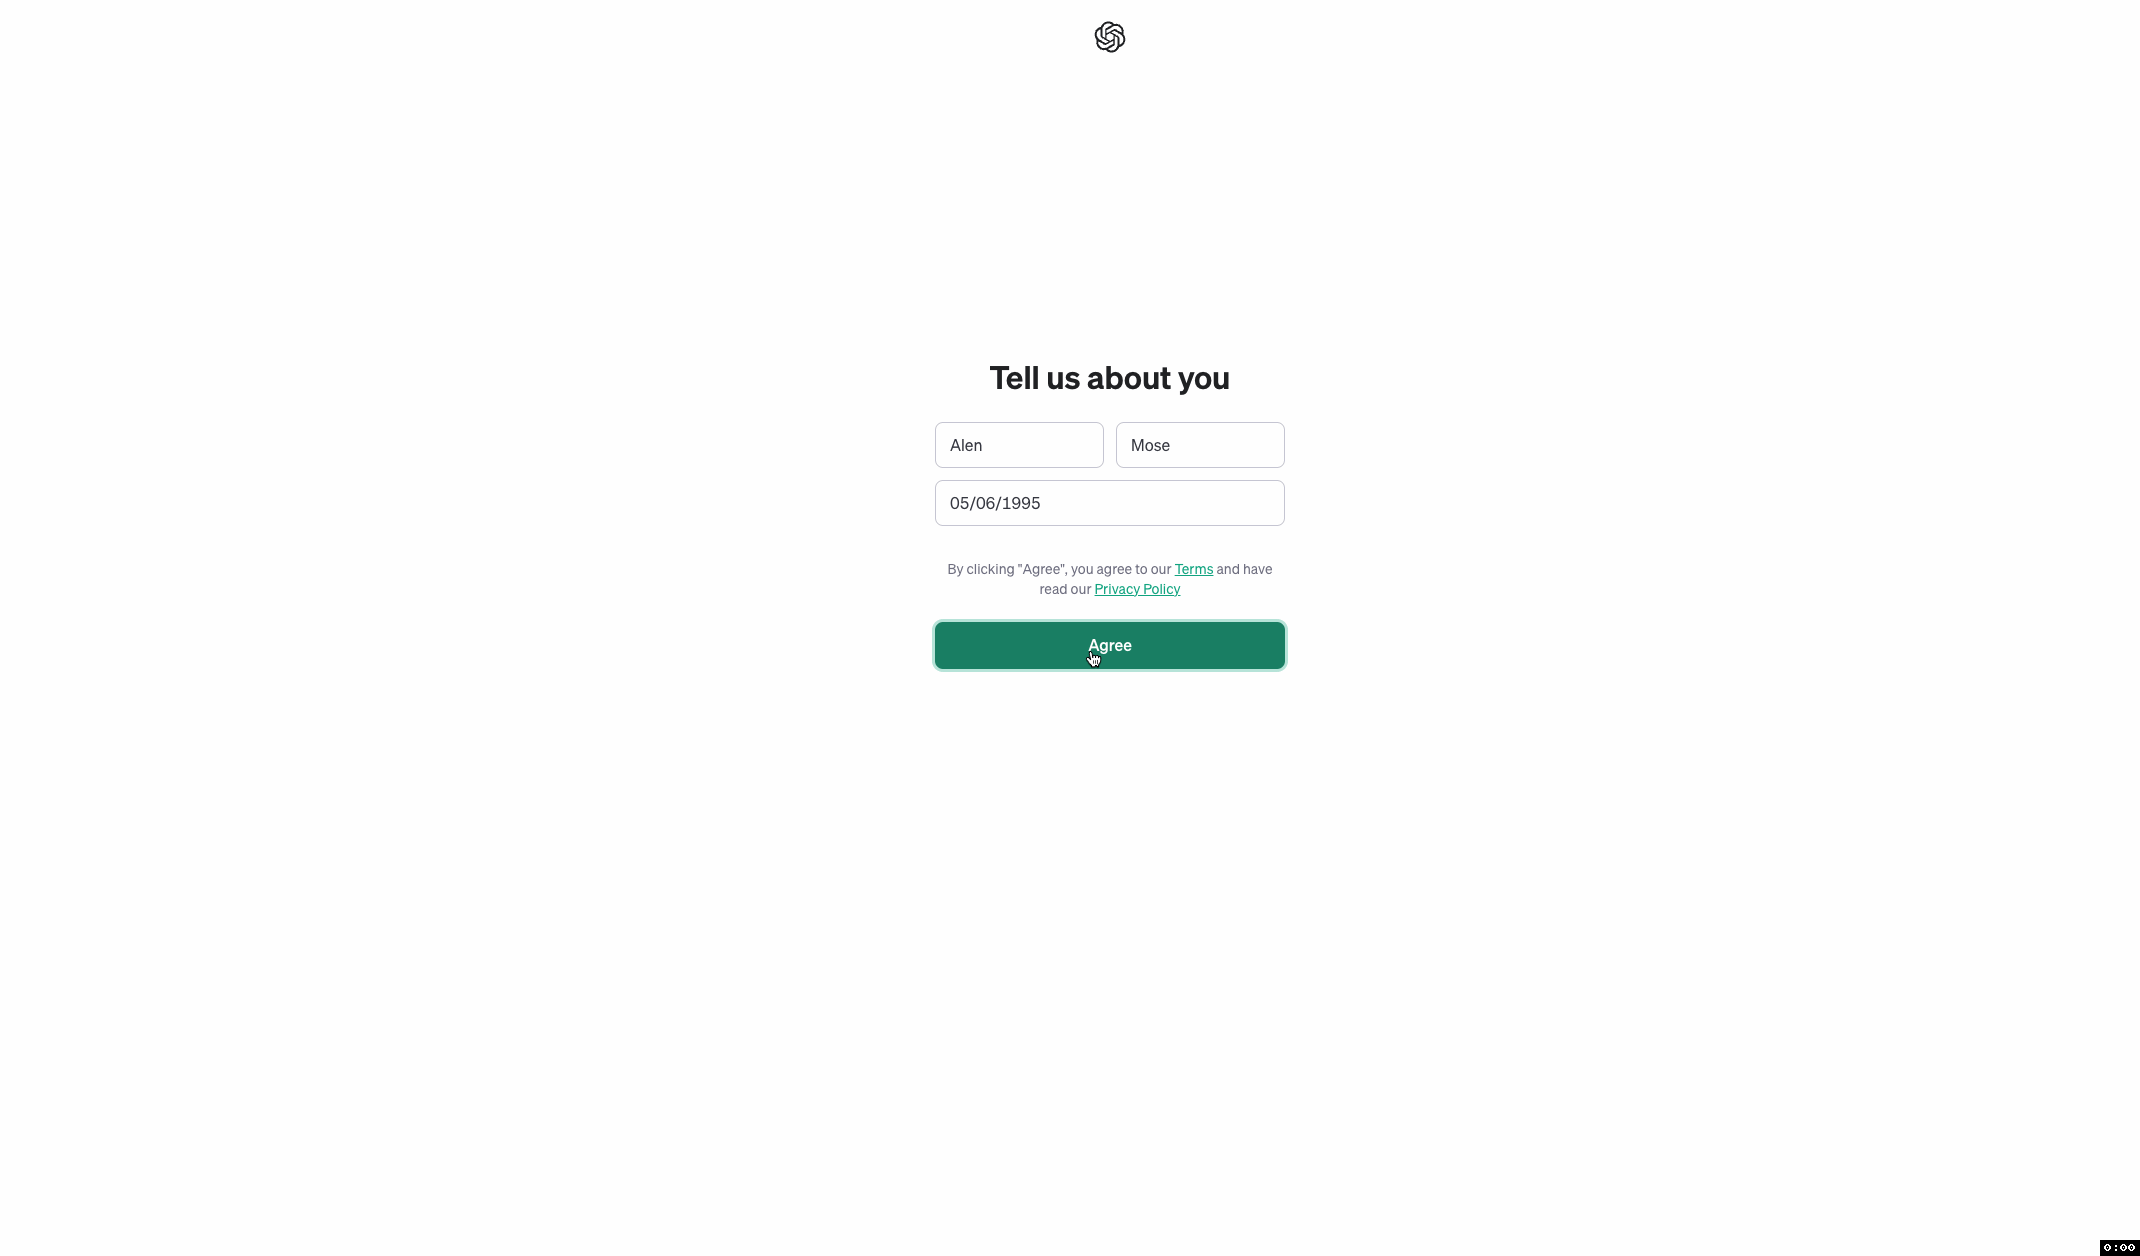 Tell us about you
Alen Mose
05/06/1995
By clicking "Agree", you agree to our Terms and have
read our Privacy Policy
Agree
0:00